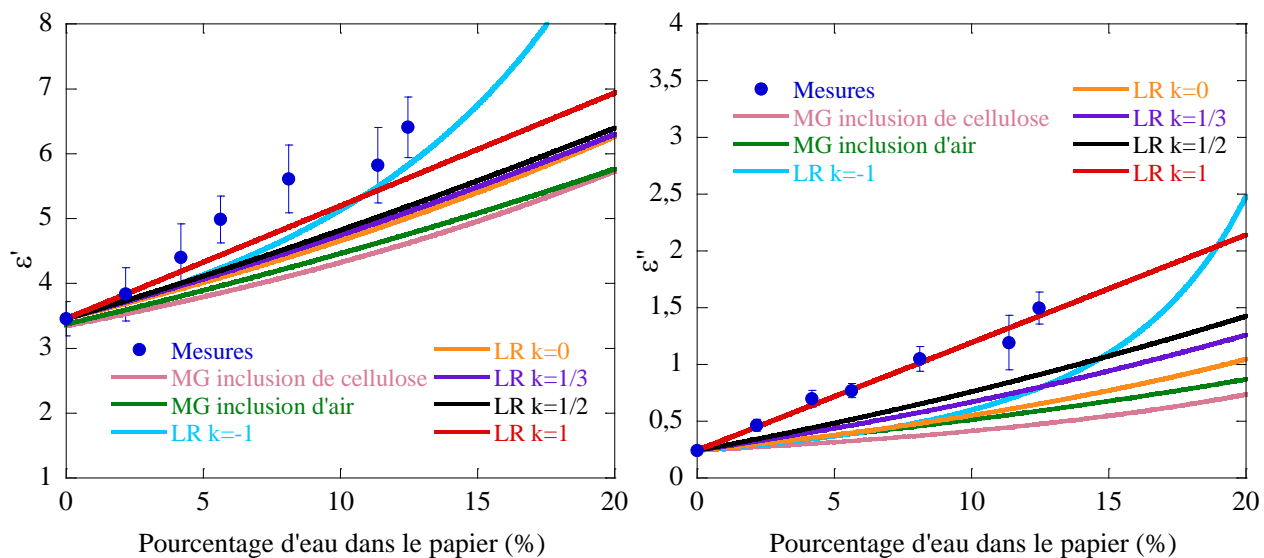 8
7
6
5
4
3
2
1
ε'
Mesures
MG inclusion de cellulose
MG inclusion d'air
LR k=-1
LR k=0
LR k=1/3
LR k=1/2
LR k=1
0
5
10
15
20
Pourcentage d'eau dans le papier (%)
4
3,5
3
2,5
2
1,5
1
0,5
0
ε"
Mesures
MG inclusion de cellulose
MG inclusion d'air
LR k=-1
LR k=0
LR k=1/3
LR k=1/2
LR k=1
0
5
10
15
20
Pourcentage d'eau dans le papier (%)